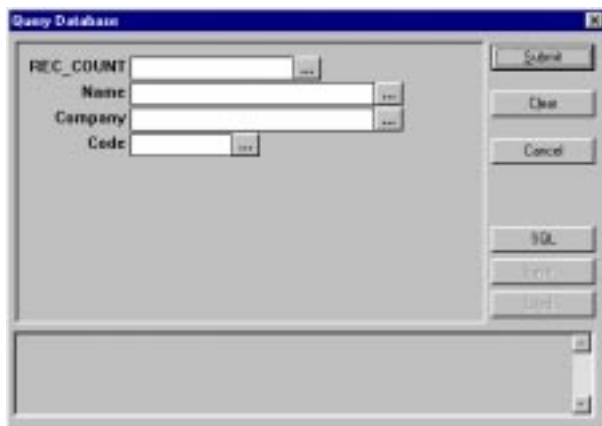 Query Database
REC_COUNT
...
Name
...
Company
...
Code
...
Submit
Clear
Cancel
SQL